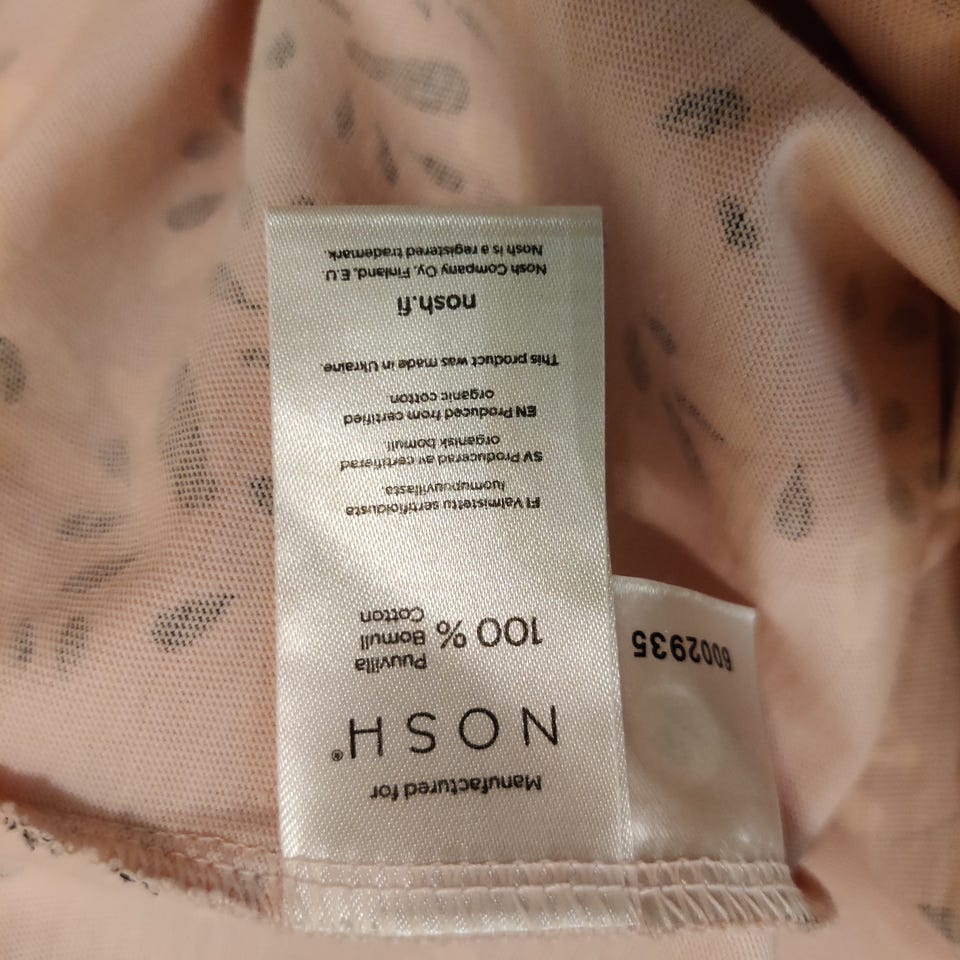 Manufactured for
NOSH®
100 % Puuvilla
Bomull
Cotton
FI Valmistettu sertifioidusta
luomupuuvillasta
SV Producerad av certifierad
organisk bomull
EN Produced from certified
organic cotton
This product was made in Ukraine
nosh.fi
Nosh Company Oy, Finland, E.U
Nosh is a registered trademark.
6002935